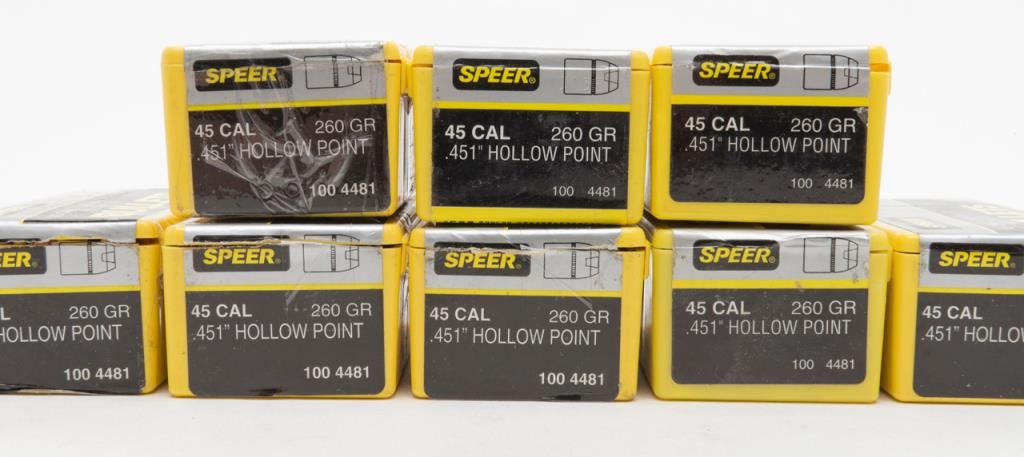 SPEER®
45 CAL 260 GR
.451" HOLLOW POINT
100 4481
SPEER®
45 CAL 260 GR
.451" HOLLOW POINT
100 4481
SPEER®
45 CAL 260 GR
.451" HOLLOW POINT
100 4481
EER®
L 260 GR
HOLLOW POINT
100 4481
SPEER®
45 CAL 260 GR
.451" HOLLOW POINT
100 4481
SPEER®
45 CAL 260 GR
.451" HOLLOW POINT
100 4481
SPEER®
45 CAL 260 GR
.451" HOLLOW POINT
100 4481
SPEER®
45 CAL
.451" HOLLOW